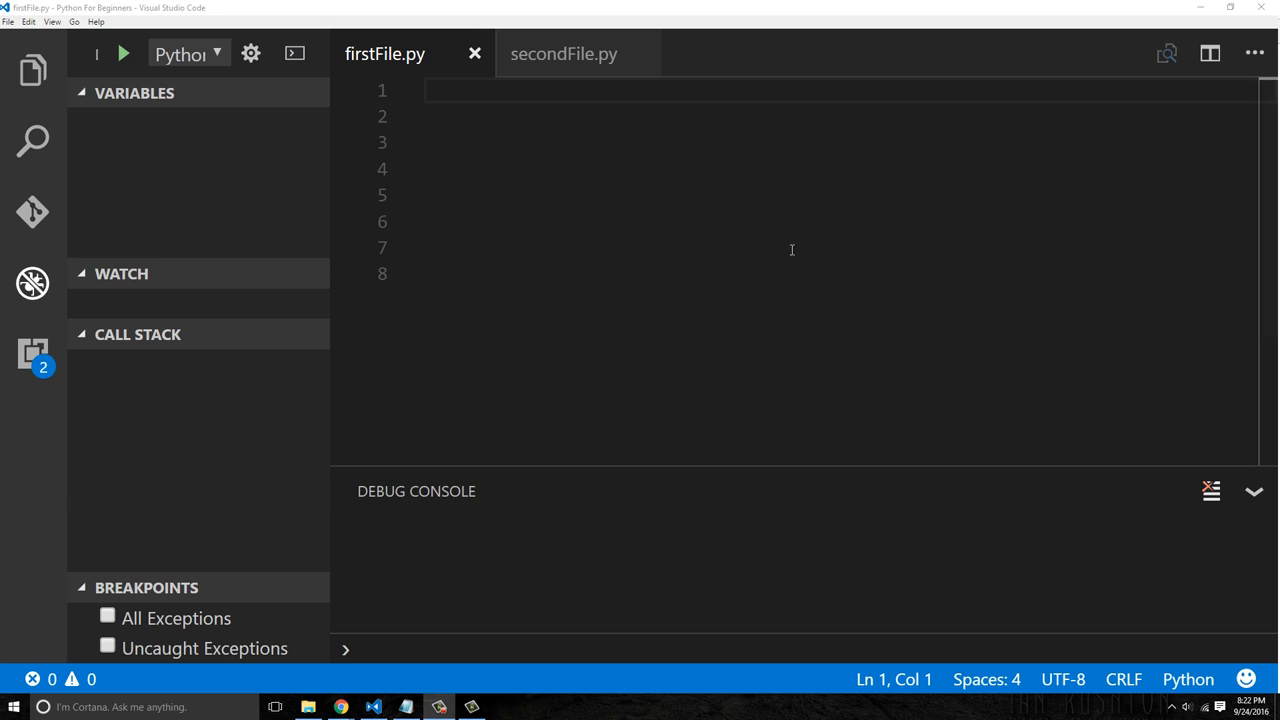 firstFile.py - Python For Beginners - Visual Studio Code
File Edit View Go Help
Python
firstFile.py
secondFile.py
VARIABLES
WATCH
CALL STACK
BREAKPOINTS
All Exceptions
Uncaught Exceptions
2
1
2
3
4
5
6
7
8
DEBUG CONSOLE
0 0
Ln 1, Col 1 Spaces: 4 UTF-8 CRLF Python
I'm Cortana. Ask me anything.
8:22 PM
9/24/2016